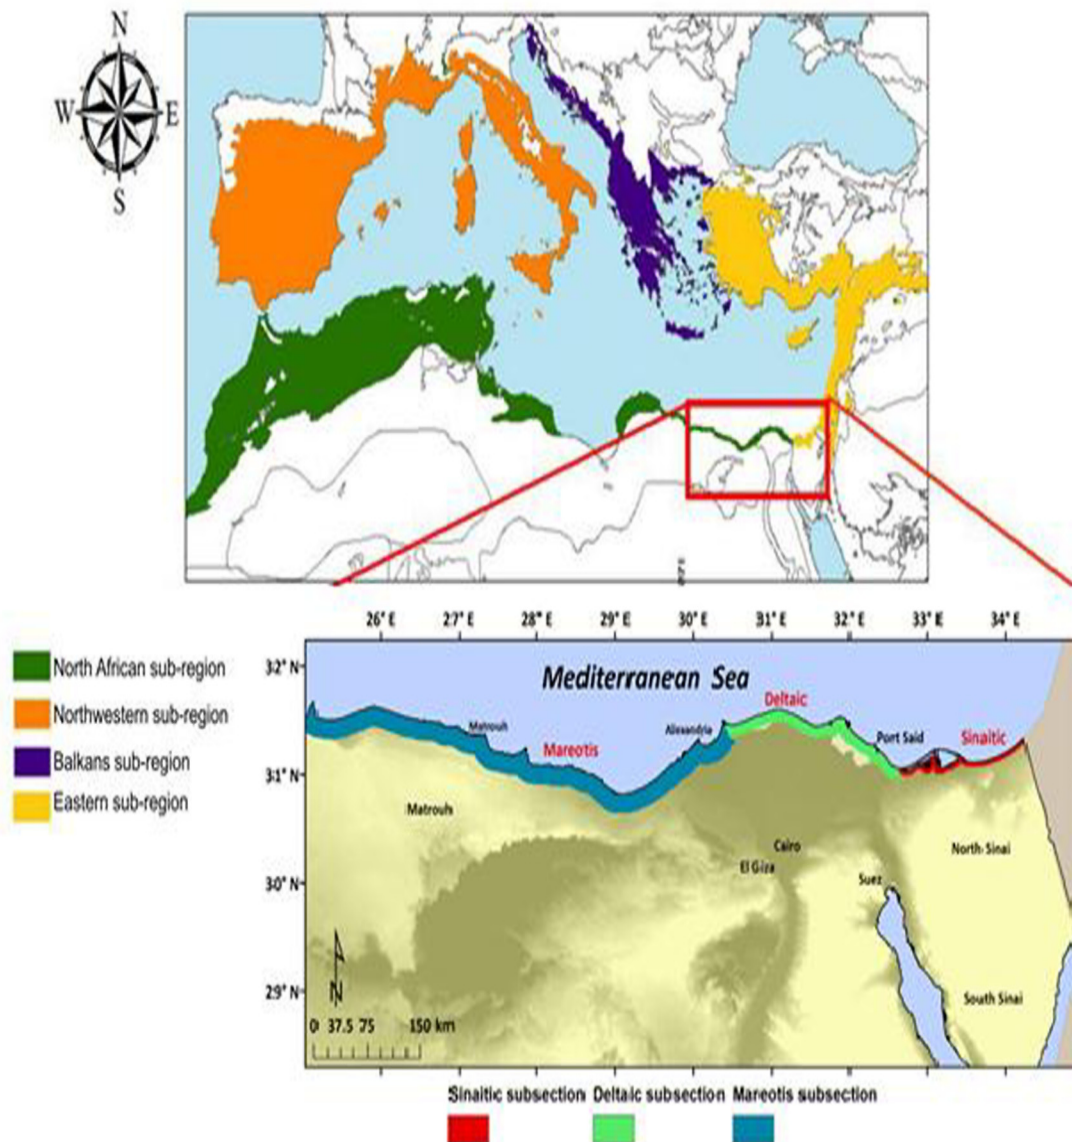 N
W E
S
26° E 27° E 28° E 29° E 30° E 31° E 32° E 33° E 34° E
North African sub-region
Northwestern sub-region
Balkans sub-region
Eastern sub-region
32° N
31° N
30° N
29° N
Mediterranean Sea
Deltaic
Matrouh
Alexandria
Port Said
Sinaitic
Mareotis
Matrouh
Cairo
El Giza
North Sinai
Suez
South Sinai
N
0 37.5 75 150 km
Sinaitic subsection Deltaic subsection Mareotis subsection